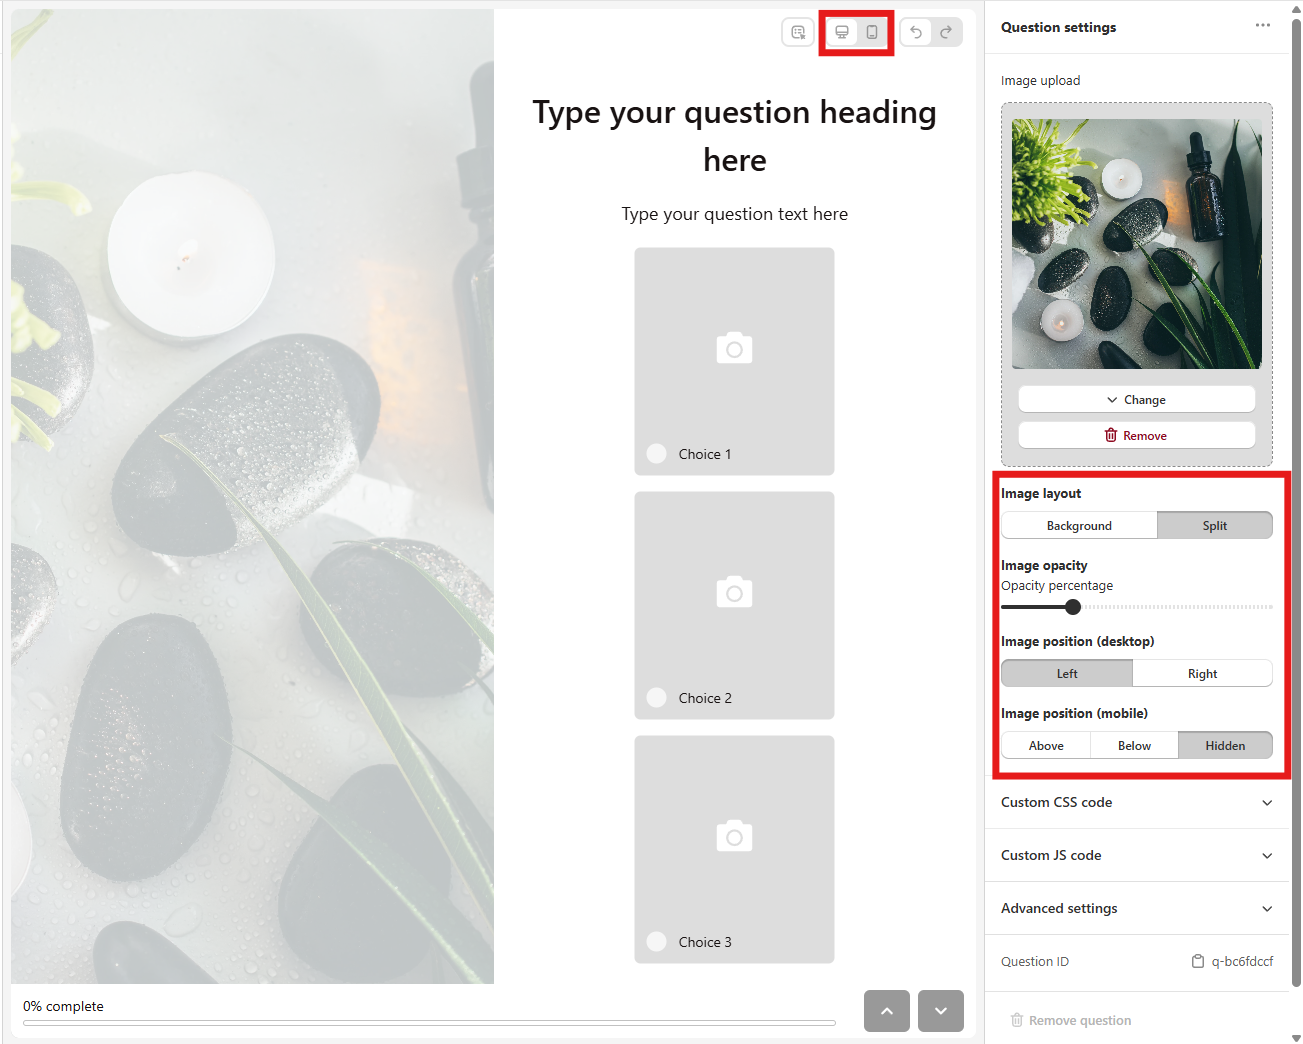 Type your question heading
here
Type your question text here
Choice 1
Choice 2
Choice 3
0% complete
Question settings
Image upload
Change
Remove
Image layout
Background Split
Image opacity
Opacity percentage
Image position (desktop)
Left Right
Image position (mobile)
Above Below Hidden
Custom CSS code
Custom JS code
Advanced settings
Question ID q-bc6fdccf
Remove question